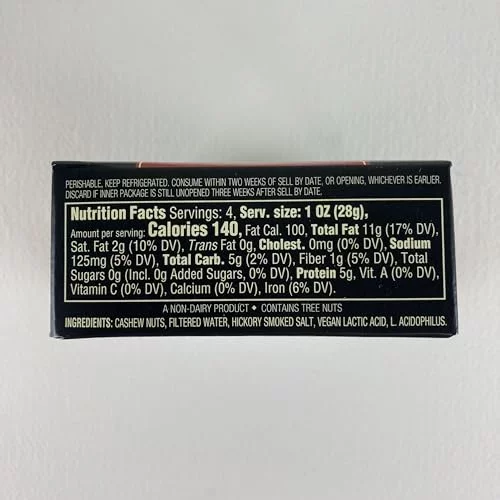 PERISHABLE, KEEP REFRIGERATED. CONSUME WITHIN TWO WEEKS OF SELL BY DATE, OR OPENING, WHICHEVER IS EARLIER.
DISCARD IF INNER PACKAGE IS STILL UNOPENED THREE WEEKS AFTER SELL BY DATE.
Nutrition Facts Servings: 4, Serv. size: 1 OZ (28g),
Amount per serving: Calories 140, Fat Cal. 100, Total Fat 11g (17% DV),
Sat. Fat 2g (10% DV), Trans Fat 0g, Cholest. 0mg (0% DV), Sodium
125mg (5% DV), Total Carb. 5g (2% DV), Fiber 1g (5% DV), Total
Sugars 0g (Incl. 0g Added Sugars, 0% DV), Protein 5g, Vit. A (0% DV),
Vitamin C (0% DV), Calcium (0% DV), Iron (6% DV).
A NON-DAIRY PRODUCT • CONTAINS TREE NUTS
INGREDIENTS: CASHEW NUTS, FILTERED WATER, HICKORY SMOKED SALT, VEGAN LACTIC ACID, L. ACIDOPHILUS.